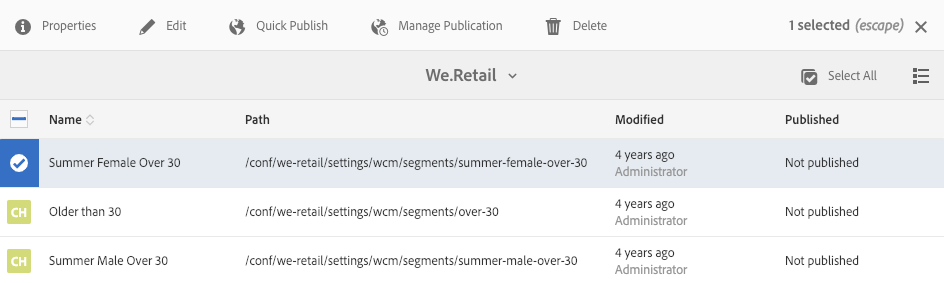 Properties Edit Quick Publish Manage Publication Delete 1 selected (escape)
We.Retail Select All
Name Path Modified Published
Summer Female Over 30 /conf/we-retail/settings/wcm/segments/summer-female-over-30 4 years ago Not published
Administrator
CH Older than 30 /conf/we-retail/settings/wcm/segments/over-30 4 years ago Not published
Administrator
CH Summer Male Over 30 /conf/we-retail/settings/wcm/segments/summer-male-over-30 4 years ago Not published
Administrator